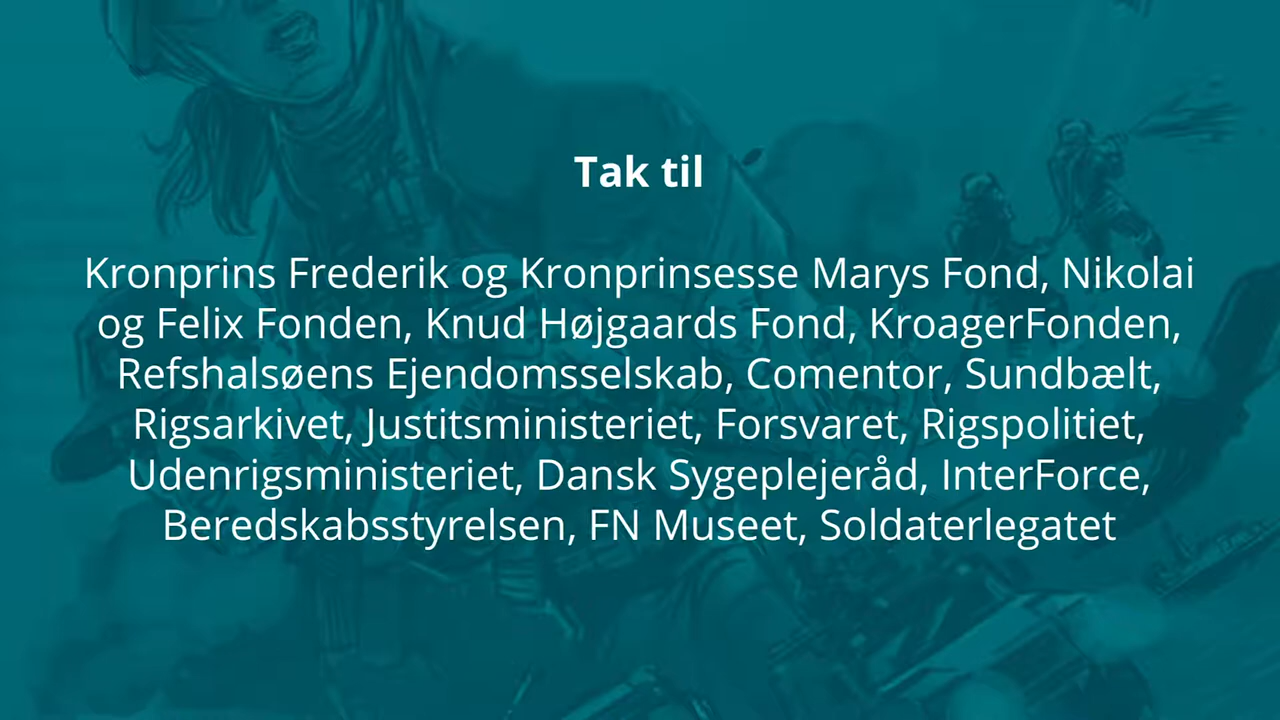 Tak til
Kronprins Frederik og Kronprinsesse Marys Fond, Nikolai
og Felix Fonden, Knud Højgaards Fond, KroagerFonden,
Refshalsøens Ejendomsselskab, Comentor, Sundbælt,
Rigsarkivet, Justitsministeriet, Forsvaret, Rigspolitiet,
Udenrigsministeriet, Dansk Sygeplejeråd, InterForce,
Beredskabsstyrelsen, FN Museet, Soldaterlegatet